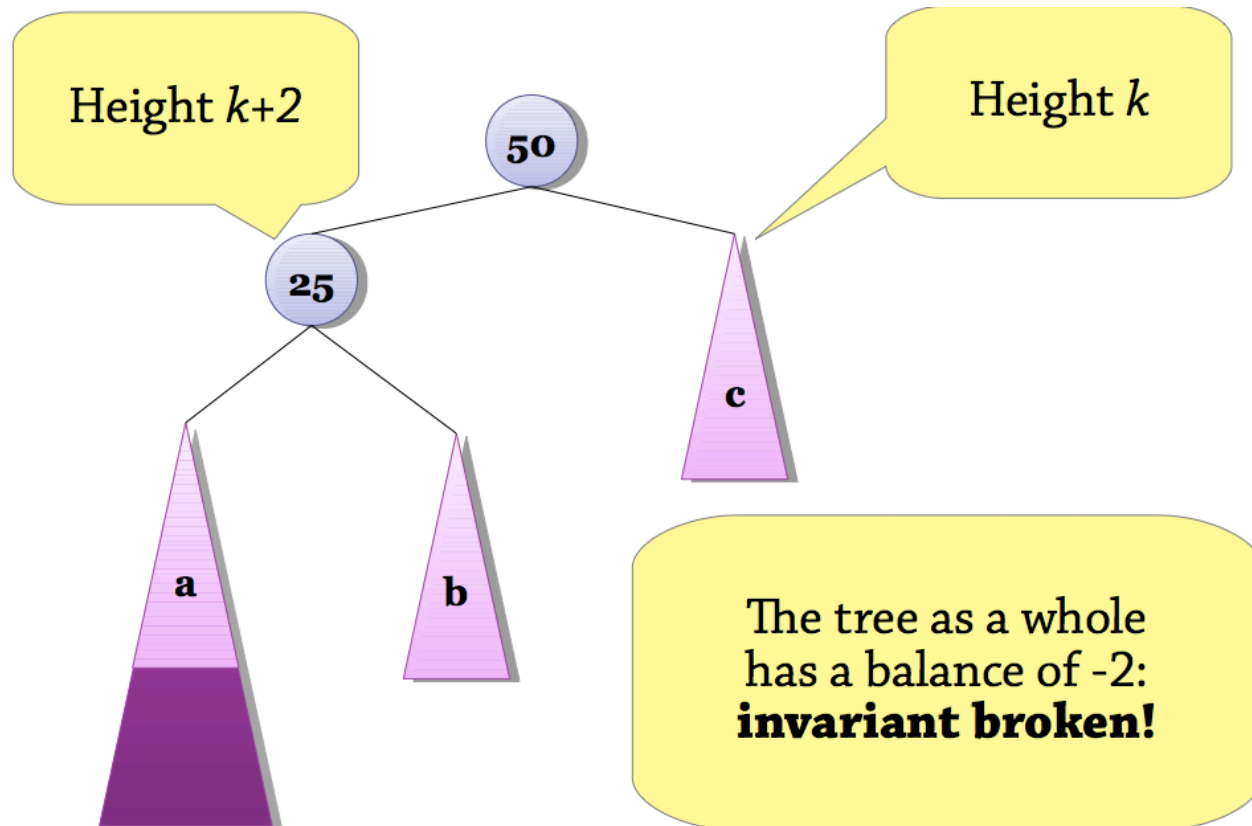 Height k+2
Height k
50
25
c
a
b
The tree as a whole
has a balance of -2:
invariant broken!